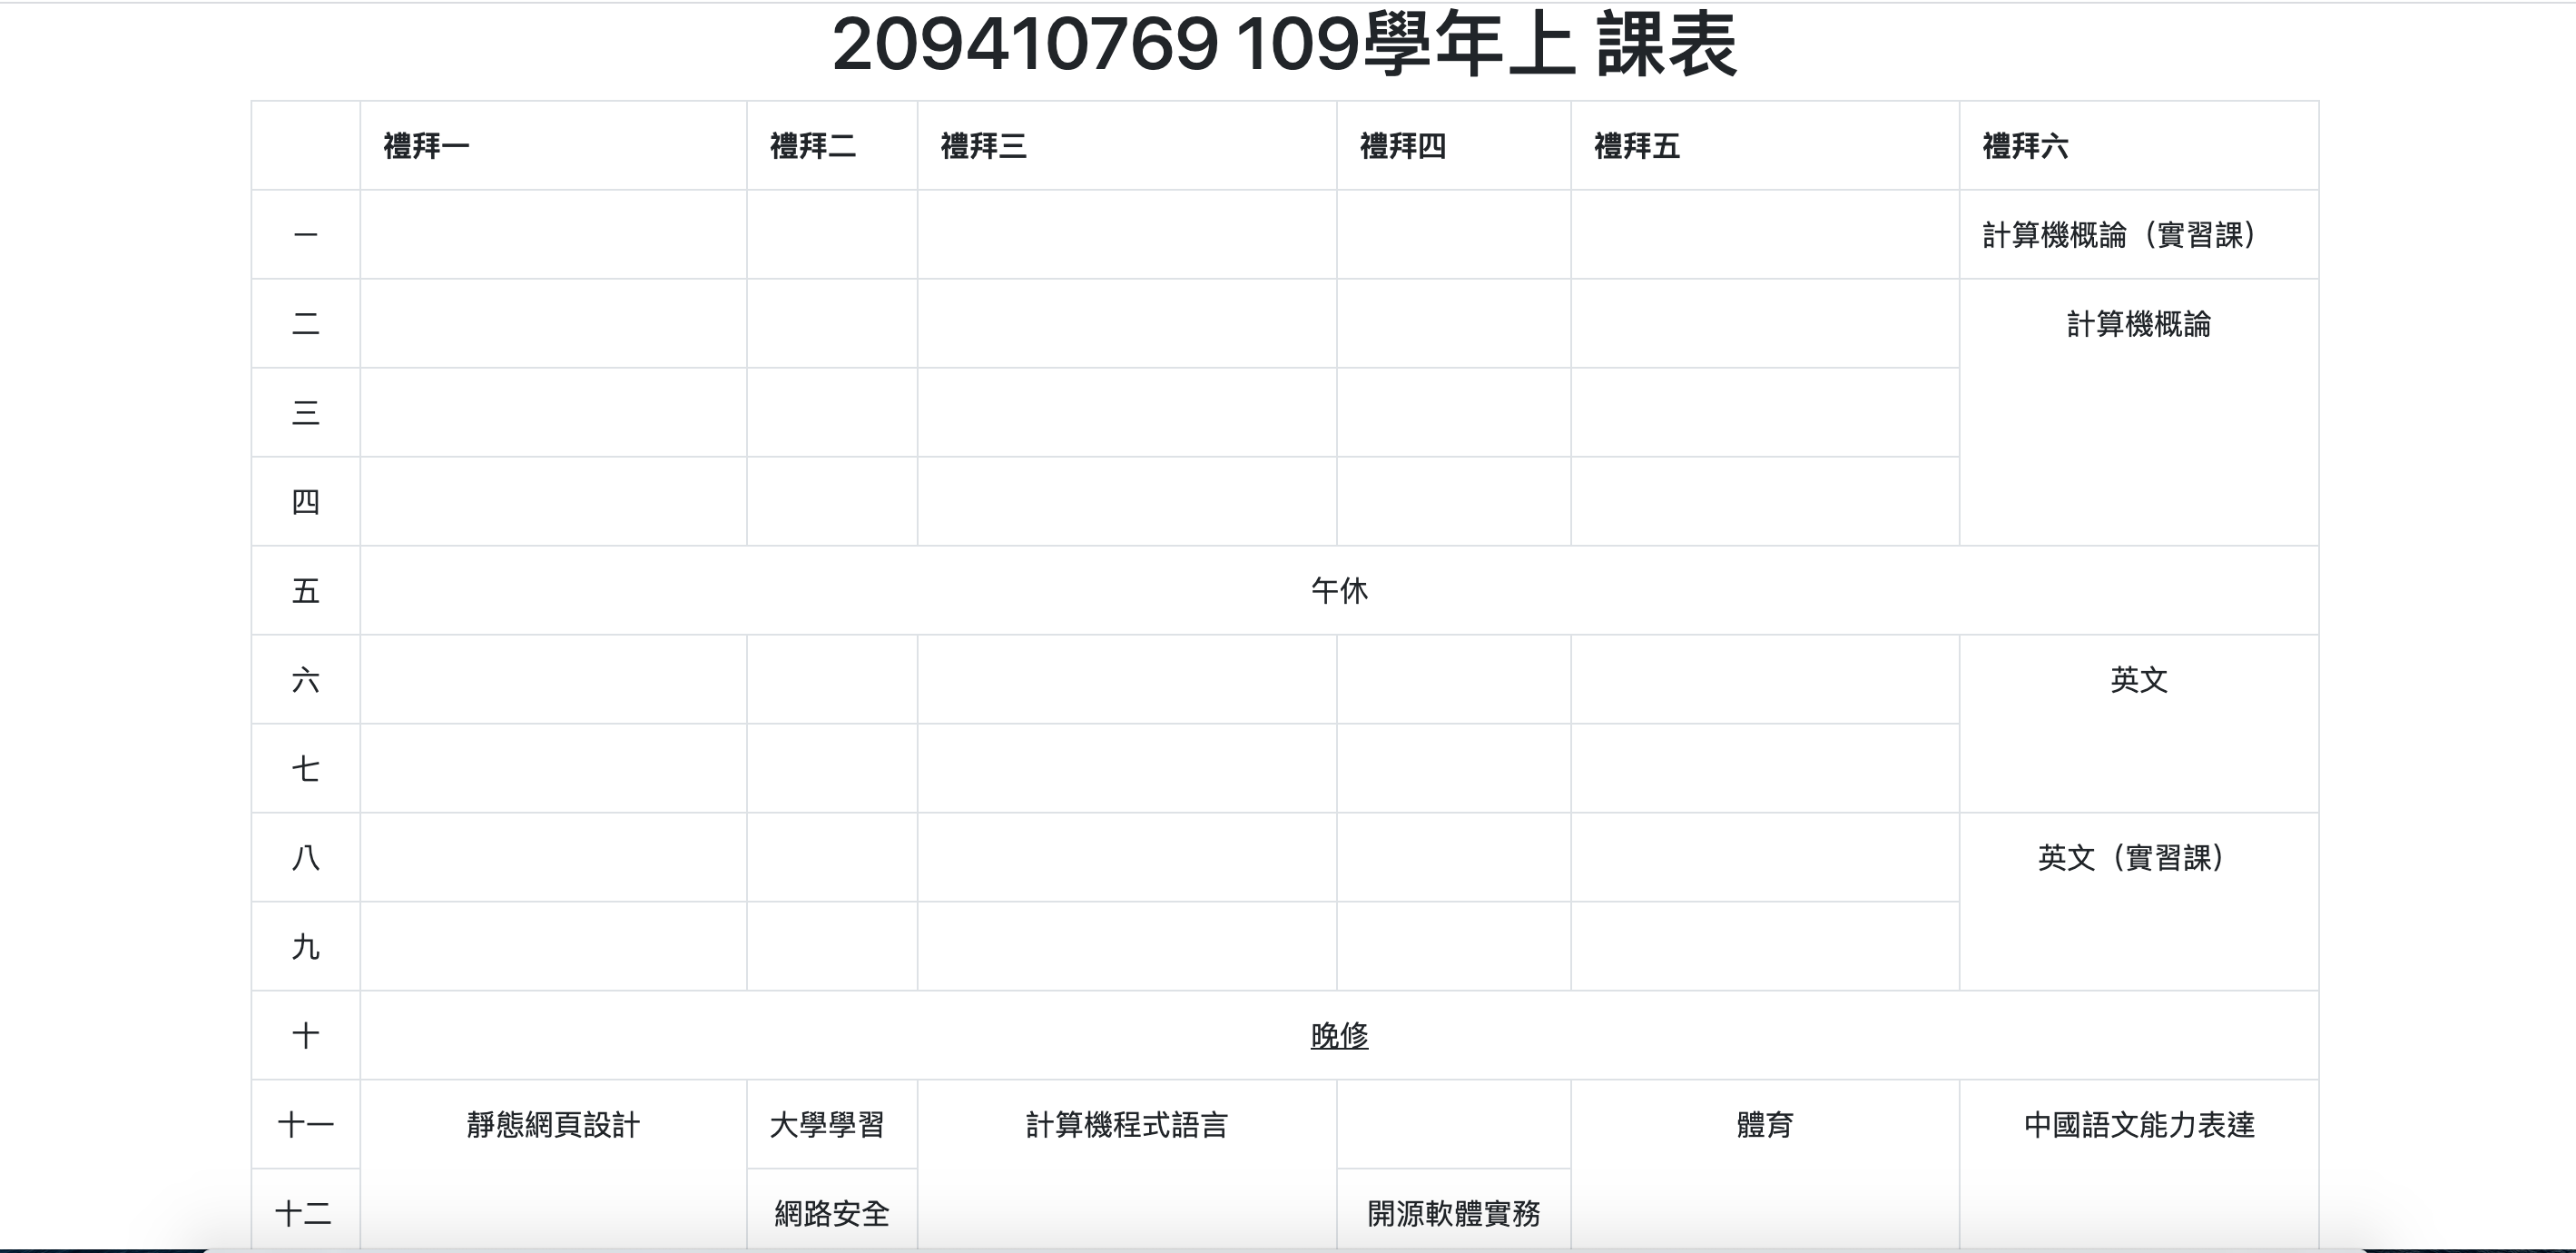 209410769 109學年上 課表
禮拜一 禮拜二 禮拜三 禮拜四 禮拜五 禮拜六
一 計算機概論（實習課）
二 計算機概論
三
四
五 午休
六 英文
七
八 英文（實習課）
九
十 晚修
十一 靜態網頁設計 大學學習 計算機程式語言 體育 中國語文能力表達
十二 網路安全 開源軟體實務